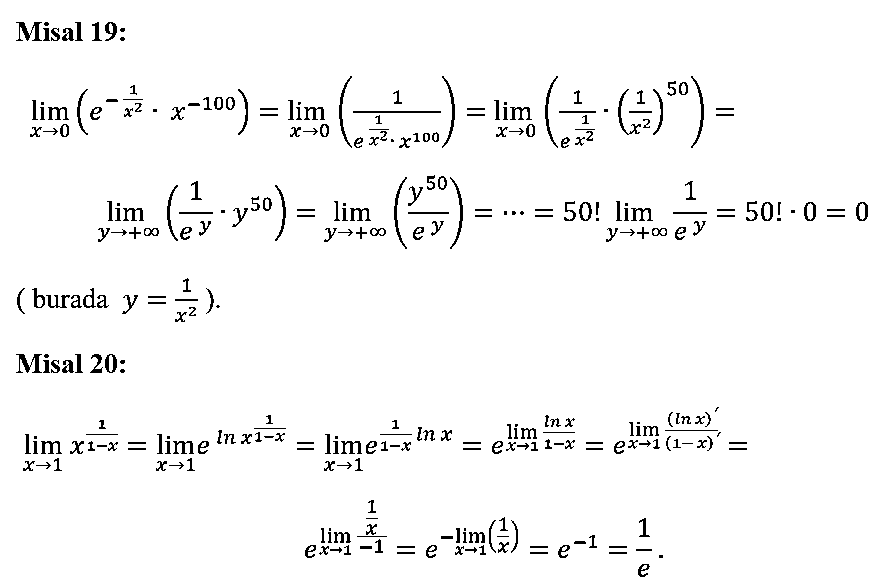 Misal 19:
$\lim_{x \to 0} \left( e^{-\frac{1}{x^2}} \cdot x^{-100} \right) = \lim_{x \to 0} \left( \frac{1}{e^{\frac{1}{x^2}} \cdot x^{100}} \right) = \lim_{x \to 0} \left( \frac{1}{e^{\frac{1}{x^2}}} \cdot \left( \frac{1}{x^2} \right)^{50} \right) =$
$\lim_{y \to +\infty} \left( \frac{1}{e^y} \cdot y^{50} \right) = \lim_{y \to +\infty} \left( \frac{y^{50}}{e^y} \right) = \cdots = 50! \lim_{y \to +\infty} \frac{1}{e^y} = 50! \cdot 0 = 0$
( burada $y = \frac{1}{x^2}$ ).
Misal 20:
$\lim_{x \to 1} x^{\frac{1}{1-x}} = \lim_{x \to 1} e^{\ln x^{\frac{1}{1-x}}} = \lim_{x \to 1} e^{\frac{1}{1-x} \ln x} = e^{\lim_{x \to 1} \frac{\ln x}{1-x}} = e^{\lim_{x \to 1} \frac{(\ln x)'}{(1-x)'}} =$
$e^{\lim_{x \to 1} \frac{\frac{1}{x}}{-1}} = e^{-\lim_{x \to 1} \left( \frac{1}{x} \right)} = e^{-1} = \frac{1}{e}.$